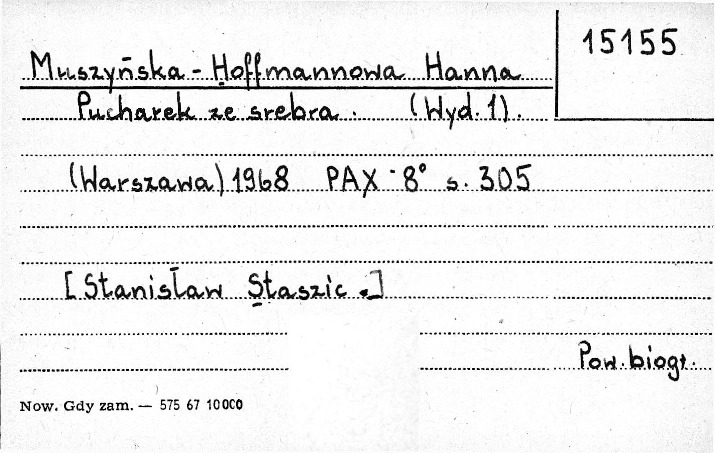 15155
Muszyńska-Hoffmannowa Hanna
Pucharek ze srebra. (Wyd. 1).
(Warszawa) 1968 PAX 8° s. 305
[Stanisław Staszic.]
Pow. biogr.
Now. Gdy zam. — 575 67 10000